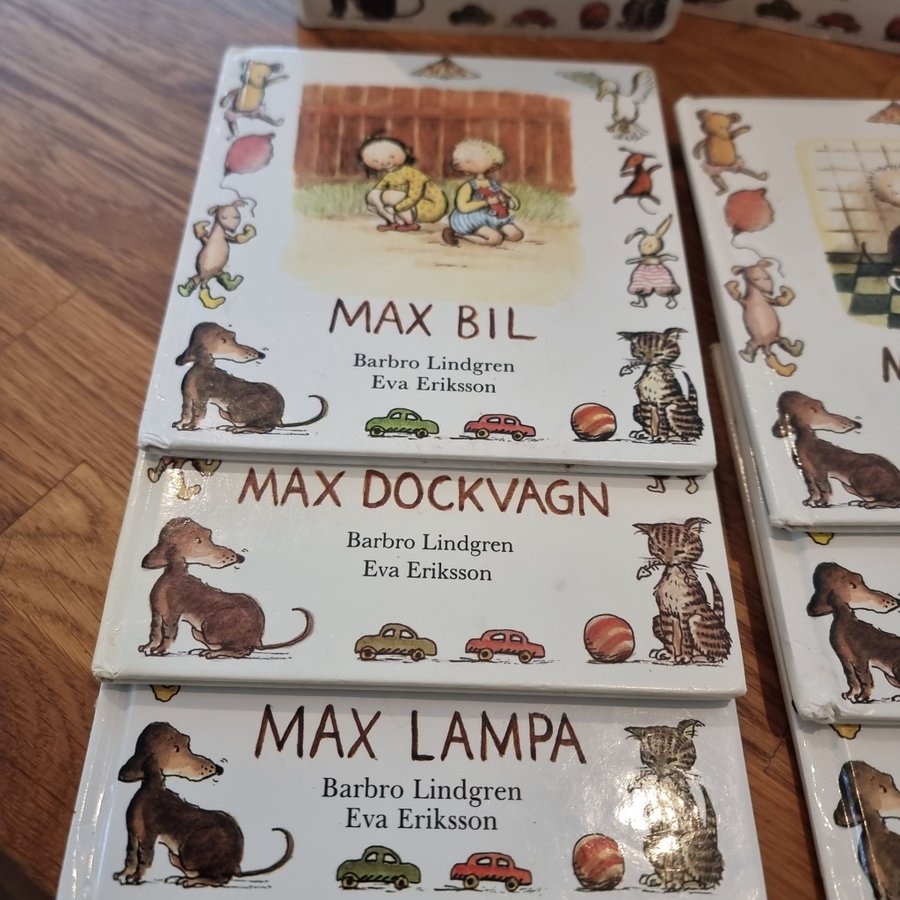 MAX BIL
Barbro Lindgren
Eva Eriksson
MAX DOCKVAGN
Barbro Lindgren
Eva Eriksson
MAX LAMPA
Barbro Lindgren
Eva Eriksson